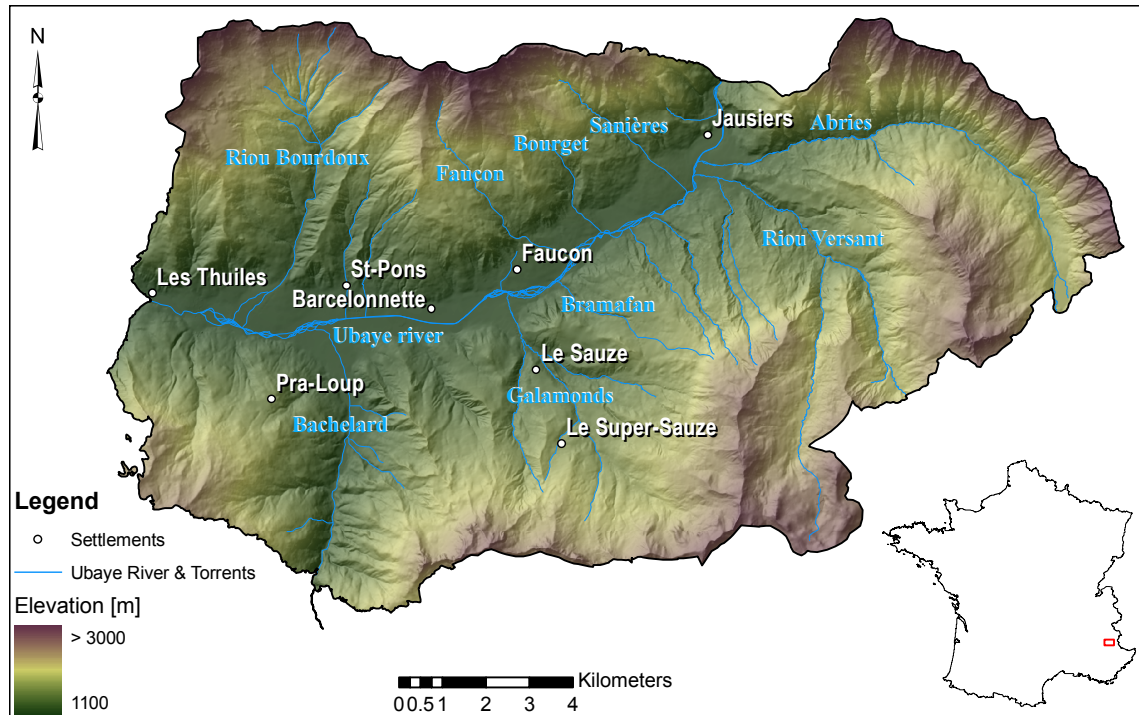 N
Jausiers
Sanières
Abries
Bourget
Riou Bourdoux
Faucon
Riou Versant
Faucon
St-Pons
Les Thuiles
Barcelonnette
Bramafan
Ubaye river
Le Sauze
Pra-Loup
Galamonds
Bachelard
Le Super-Sauze
Legend
Settlements
Ubaye River & Torrents
Elevation [m]
> 3000
1100
Kilometers
0 0.5 1 2 3 4